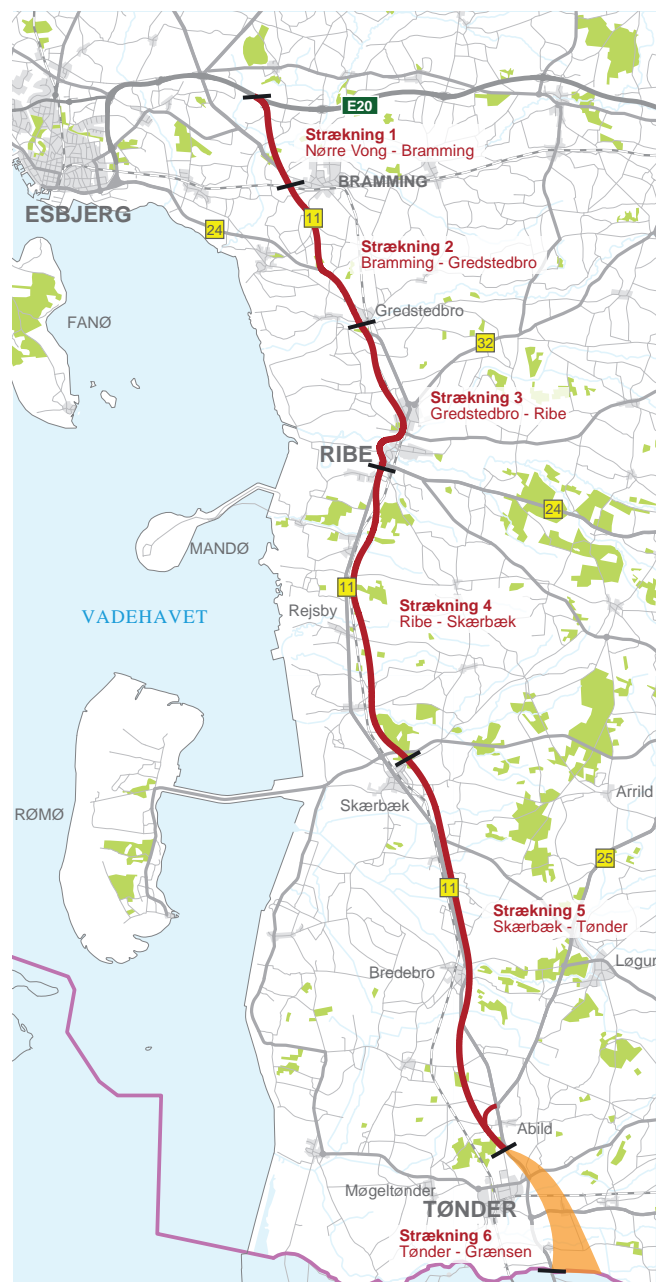 E20
Strækning 1
Nørre Vong - Bramming
BRAMMING
ESBJERG
11
24
Strækning 2
Bramming - Gredstedbro
Gredstedbro
FANØ
32
Strækning 3
Gredstedbro - Ribe
RIBE
24
MANDØ
11
Rejsby
Strækning 4
Ribe - Skærbæk
VADEHAVET
Skærbæk
Arrild
RØMØ
25
11
Strækning 5
Skærbæk - Tønder
Bredebro
Løgum
Abild
Møgeltønder
TØNDER
Strækning 6
Tønder - Grænsen